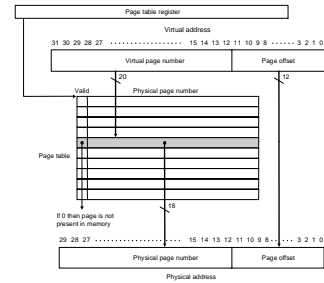 Page table register
Virtual address
31 30 29 28 27 · · · · · · · · · · · · · · · · · · · 15 14 13 12 11 10 9 8 · · · · · · 3 2 1 0
Virtual page number
Page offset
20
12
Valid
Physical page number
Page table
18
If 0 then page is not
present in memory
29 28 27 · · · · · · · · · · · · · · · · · · · 15 14 13 12 11 10 9 8 · · · · · · 3 2 1 0
Physical page number
Page offset
Physical address